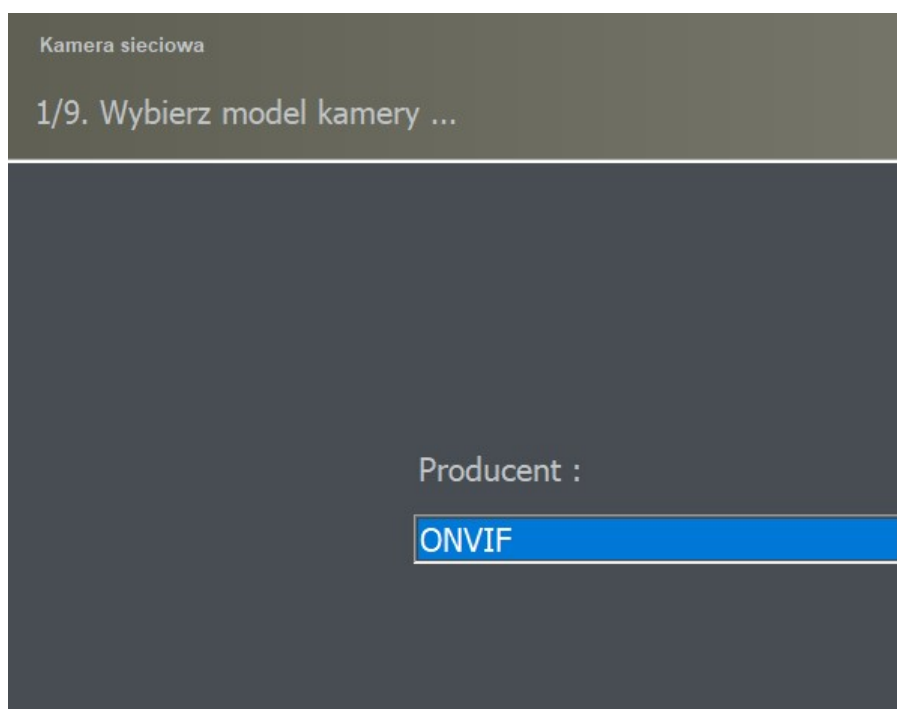 Kamera sieciowa
1/9. Wybierz model kamery ...
Producent :
ONVIF